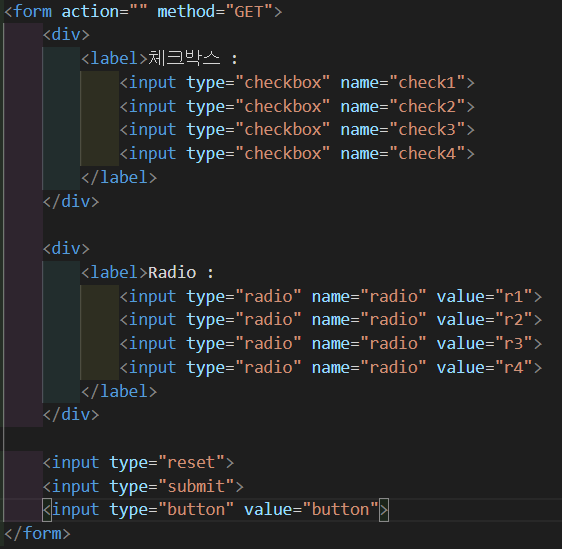 <form action="" method="GET">
<div>
<label>체크박스 :
<input type="checkbox" name="check1">
<input type="checkbox" name="check2">
<input type="checkbox" name="check3">
<input type="checkbox" name="check4">
</label>
</div>
<div>
<label>Radio :
<input type="radio" name="radio" value="r1">
<input type="radio" name="radio" value="r2">
<input type="radio" name="radio" value="r3">
<input type="radio" name="radio" value="r4">
</label>
</div>
<input type="reset">
<input type="submit">
<input type="button" value="button">
</form>